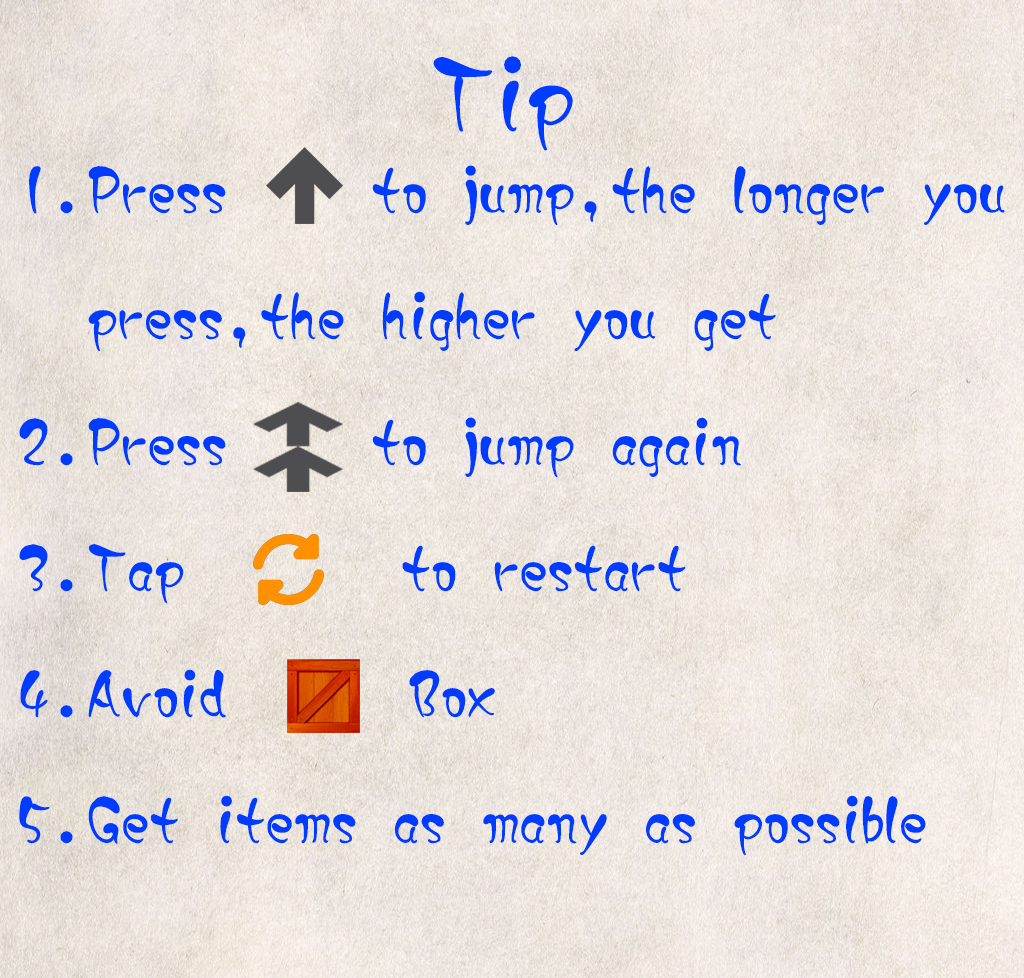 Tip
1.Press to jump,the longer you
press,the higher you get
2.Press to jump again
3.Tap to restart
4.Avoid Box
5.Get items as many as possible